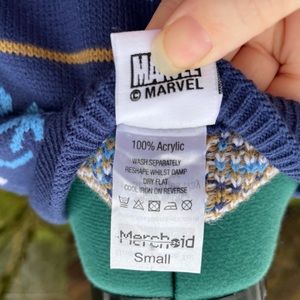 MARVEL
© MARVEL
100% Acrylic
WASH SEPARATELY
RESHAPE WHILST DAMP
DRY FLAT
COOL IRON ON REVERSE
Merchoid
Small